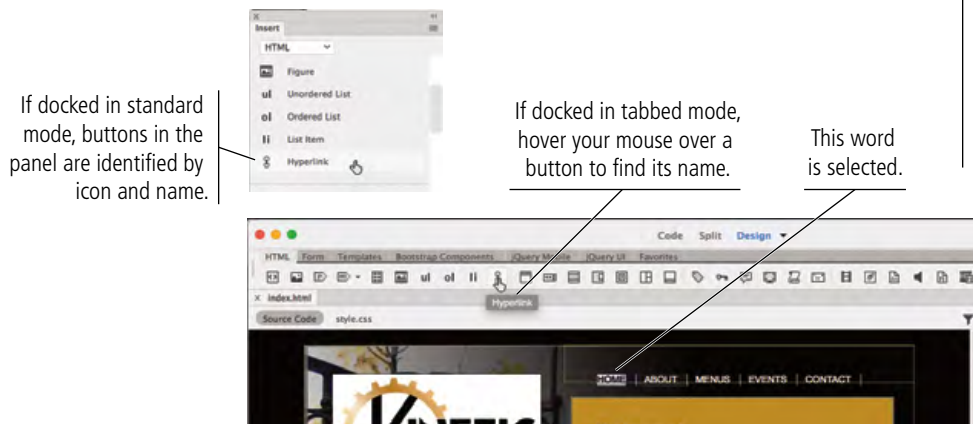 Insert
HTML
Figure
ul Unordered List
ol Ordered List
li List Item
Hyperlink
If docked in standard
mode, buttons in the
panel are identified by
icon and name.
If docked in tabbed mode,
hover your mouse over a
button to find its name.
This word
is selected.
Code Split Design
HTML Form Templates Bootstrap Components jQuery Mobile jQuery UI Favorites
ul ol li
Hyperlink
× index.html
Source Code style.css
HOME | ABOUT | MENUS | EVENTS | CONTACT |
KINETIC